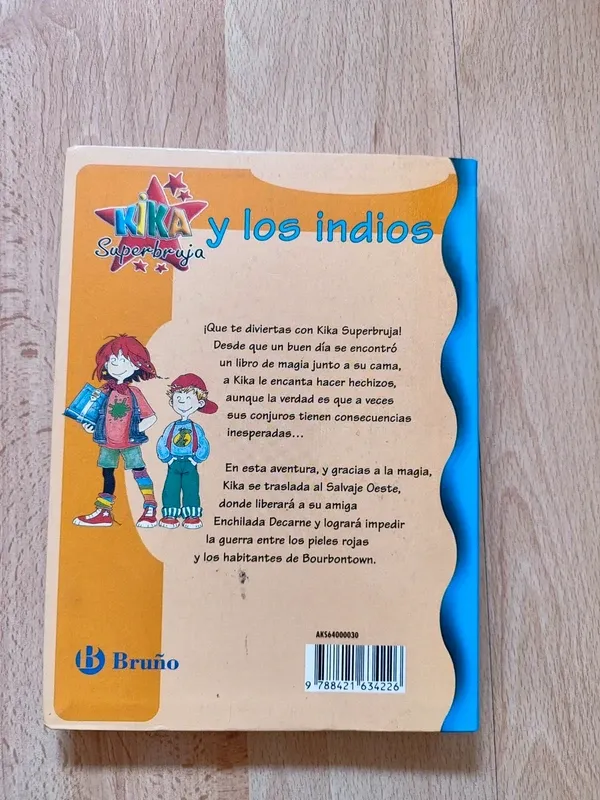 KIKA
Superbruja
y los indios
¡Que te diviertas con Kika Superbruja!
Desde que un buen día se encontró
un libro de magia junto a su cama,
a Kika le encanta hacer hechizos,
aunque la verdad es que a veces
sus conjuros tienen consecuencias
inesperadas...
En esta aventura, y gracias a la magia,
Kika se traslada al Salvaje Oeste,
donde liberará a su amiga
Enchilada Decarne y logrará impedir
la guerra entre los pieles rojas
y los habitantes de Bourbontown.
AKS64000030
B Bruño
9 788421 634226